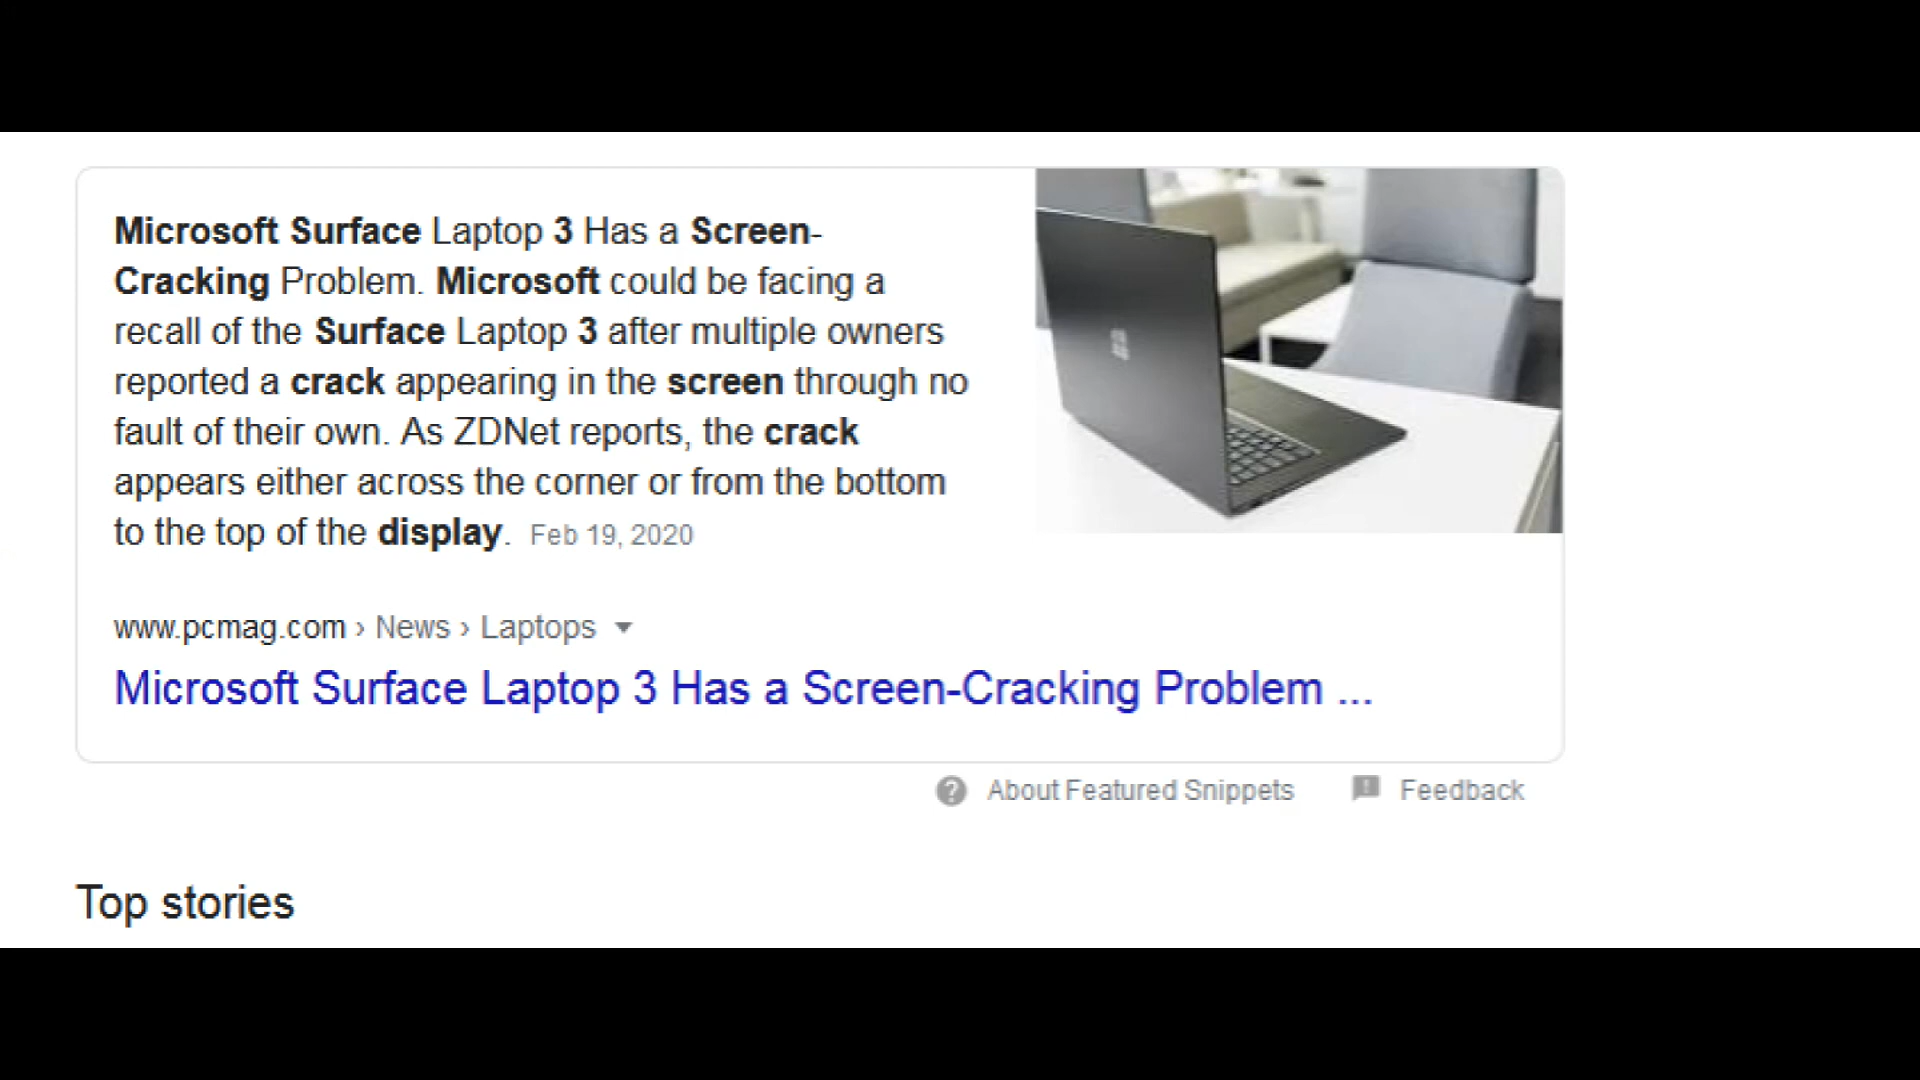 Microsoft Surface Laptop 3 Has a Screen-
Cracking Problem. Microsoft could be facing a
recall of the Surface Laptop 3 after multiple owners
reported a crack appearing in the screen through no
fault of their own. As ZDNet reports, the crack
appears either across the corner or from the bottom
to the top of the display. Feb 19, 2020
www.pcmag.com › News › Laptops
Microsoft Surface Laptop 3 Has a Screen-Cracking Problem ...
About Featured Snippets Feedback
Top stories